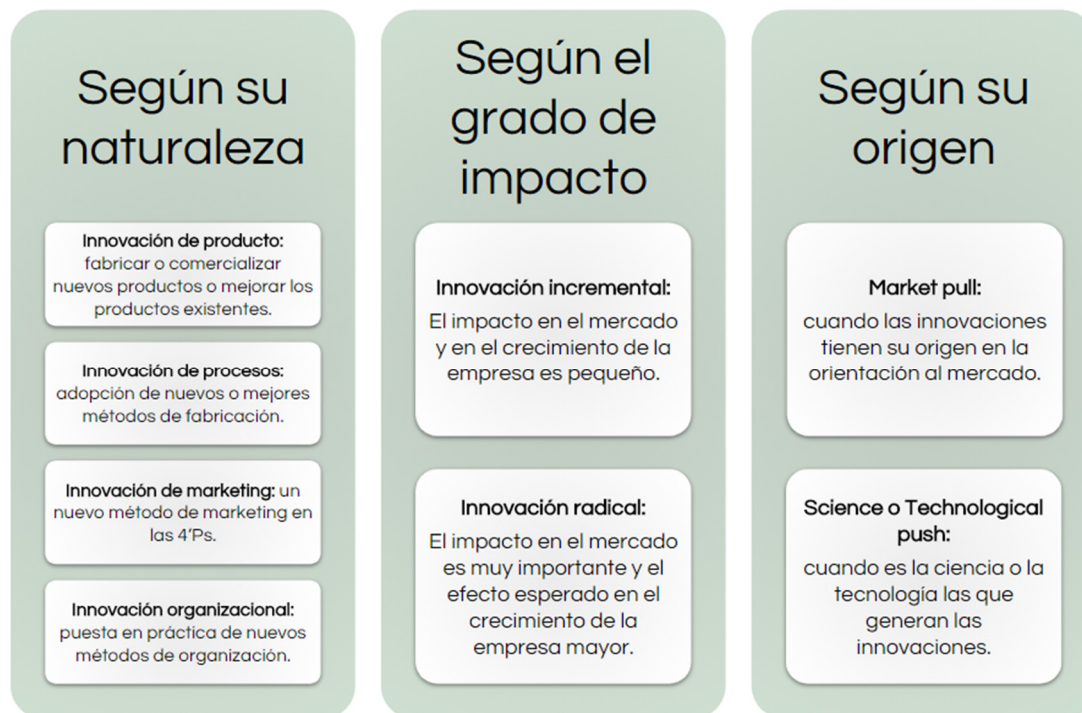 Según su
naturaleza
Innovación de producto:
fabricar o comercializar
nuevos productos o mejorar los
productos existentes.
Innovación de procesos:
adopción de nuevos o mejores
métodos de fabricación.
Innovación de marketing: un
nuevo método de marketing en
las 4’Ps.
Innovación organizacional:
puesta en práctica de nuevos
métodos de organización.
Según el
grado de
impacto
Innovación incremental:
El impacto en el mercado
y en el crecimiento de la
empresa es pequeño.
Innovación radical:
El impacto en el mercado
es muy importante y el
efecto esperado en el
crecimiento de la
empresa mayor.
Según su
origen
Market pull:
cuando las innovaciones
tienen su origen en la
orientación al mercado.
Science o Technological
push:
cuando es la ciencia o la
tecnología las que
generan las
innovaciones.